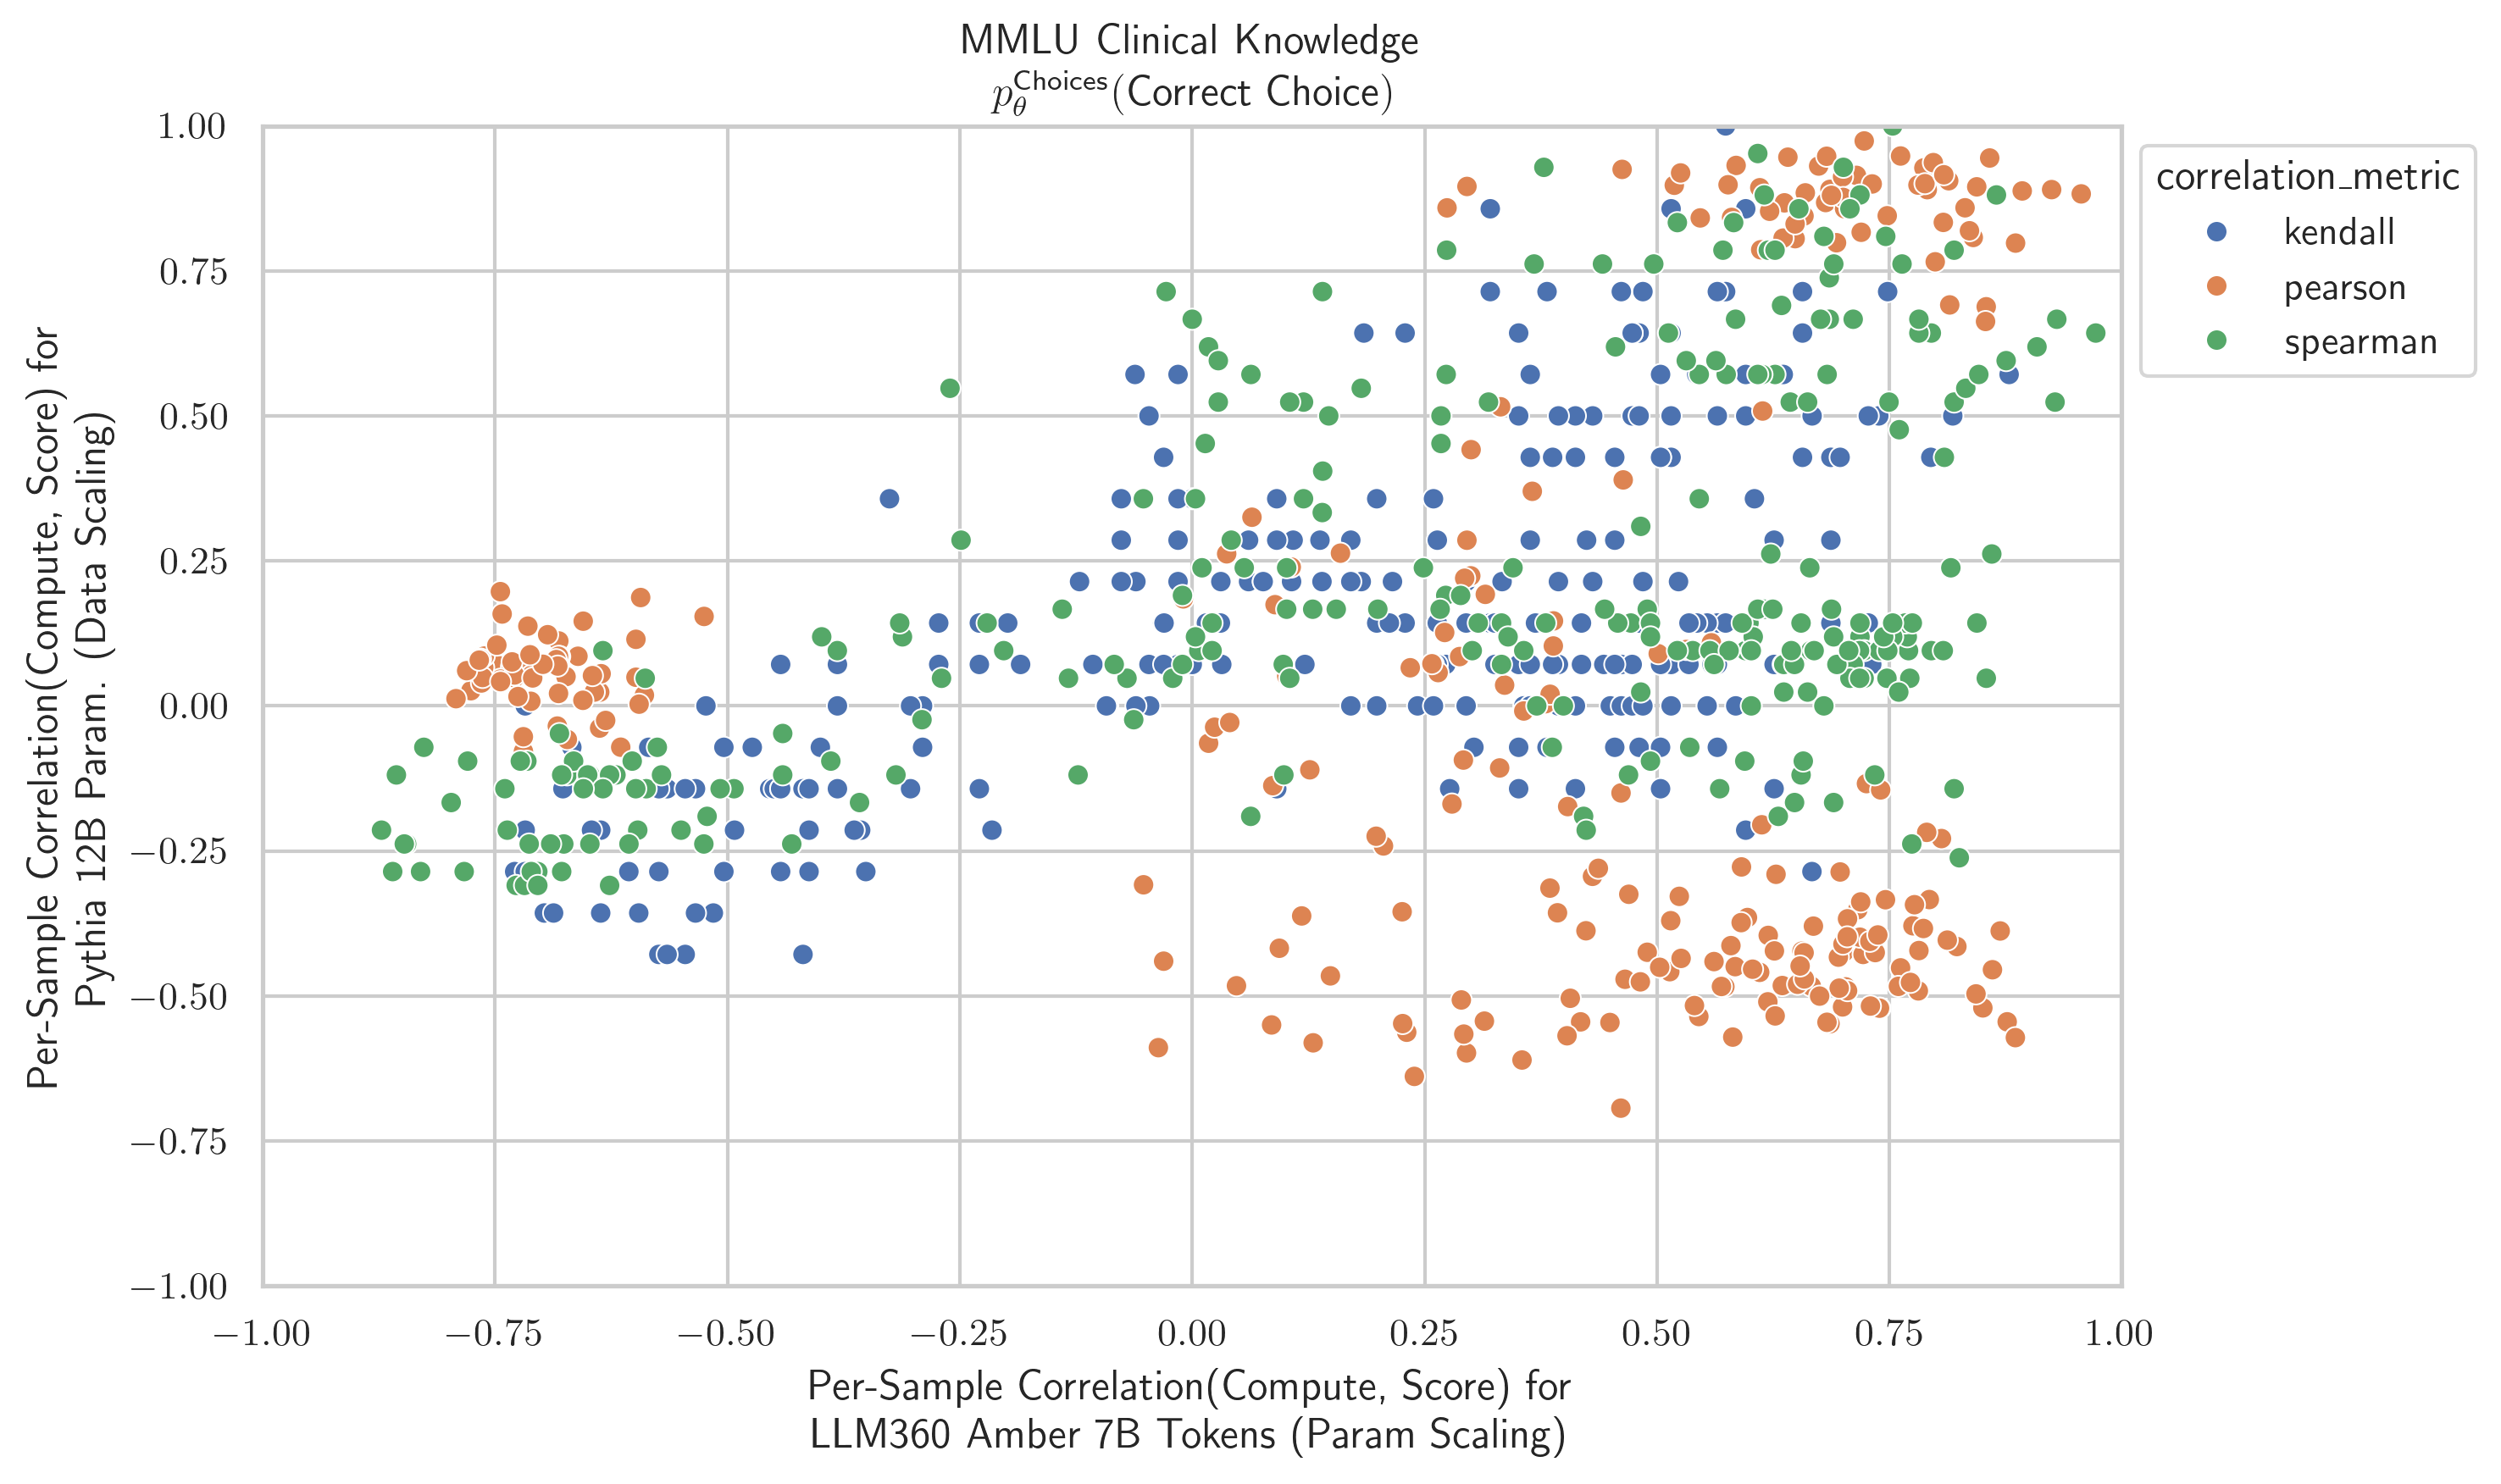 MMLU Clinical Knowledge
p_θ^Choices(Correct Choice)
1.00
0.75
0.50
0.25
0.00
−0.25
−0.50
−0.75
−1.00
Per-Sample Correlation(Compute, Score) for
Pythia 12B Param. (Data Scaling)
correlation_metric
kendall
pearson
spearman
−1.00 −0.75 −0.50 −0.25 0.00 0.25 0.50 0.75 1.00
Per-Sample Correlation(Compute, Score) for
LLM360 Amber 7B Tokens (Param Scaling)